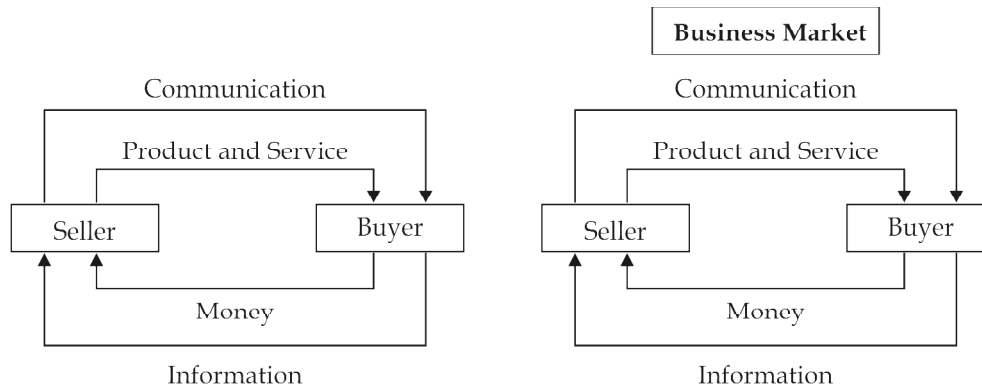 Business Market
Communication
Product and Service
Seller
Buyer
Money
Information
Communication
Product and Service
Seller
Buyer
Money
Information